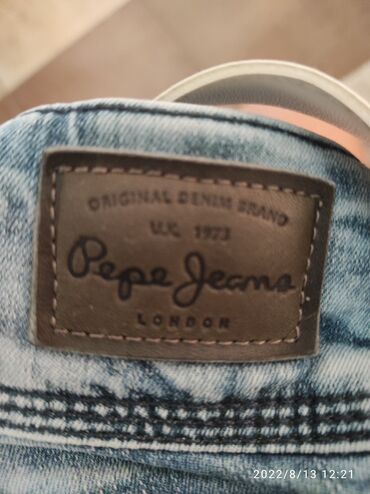 ORIGINAL DENIM BRAND
U.K. 1973
Pepe Jeans
LONDON
2022/8/13 12:21